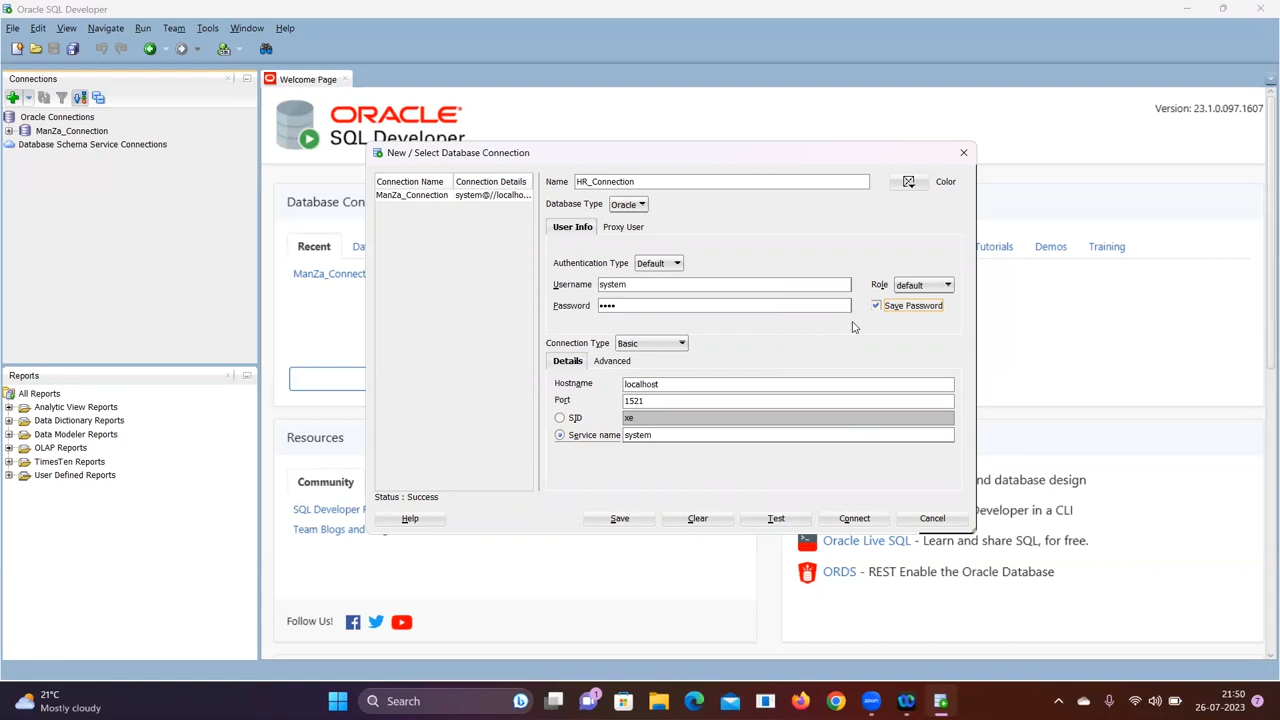 Oracle SQL Developer
File Edit View Navigate Run Team Tools Window Help
Connections
Oracle Connections
ManZa_Connection
Database Schema Service Connections
Reports
All Reports
Analytic View Reports
Data Dictionary Reports
Data Modeler Reports
OLAP Reports
TimesTen Reports
User Defined Reports
Welcome Page
ORACLE
SQL Developer
Version: 23.1.0.097.1607
Database Con
Recent Da
ManZa_Connecti
Tutorials Demos Training
Resources
Community
SQL Developer
Team Blogs and
and database design
Developer in a CLI
Oracle Live SQL - Learn and share SQL, for free.
ORDS - REST Enable the Oracle Database
Follow Us!
New / Select Database Connection
Connection Name Connection Details
ManZa_Connection system@//localho...
Name HR_Connection Color
Database Type Oracle
User Info Proxy User
Authentication Type Default
Username system Role default
Password •••• Save Password
Connection Type Basic
Details Advanced
Hostname localhost
Port 1521
SID xe
Service name system
Status : Success
Help Save Clear Test Connect Cancel
21°C
Mostly cloudy
Search
21:50
26-07-2023